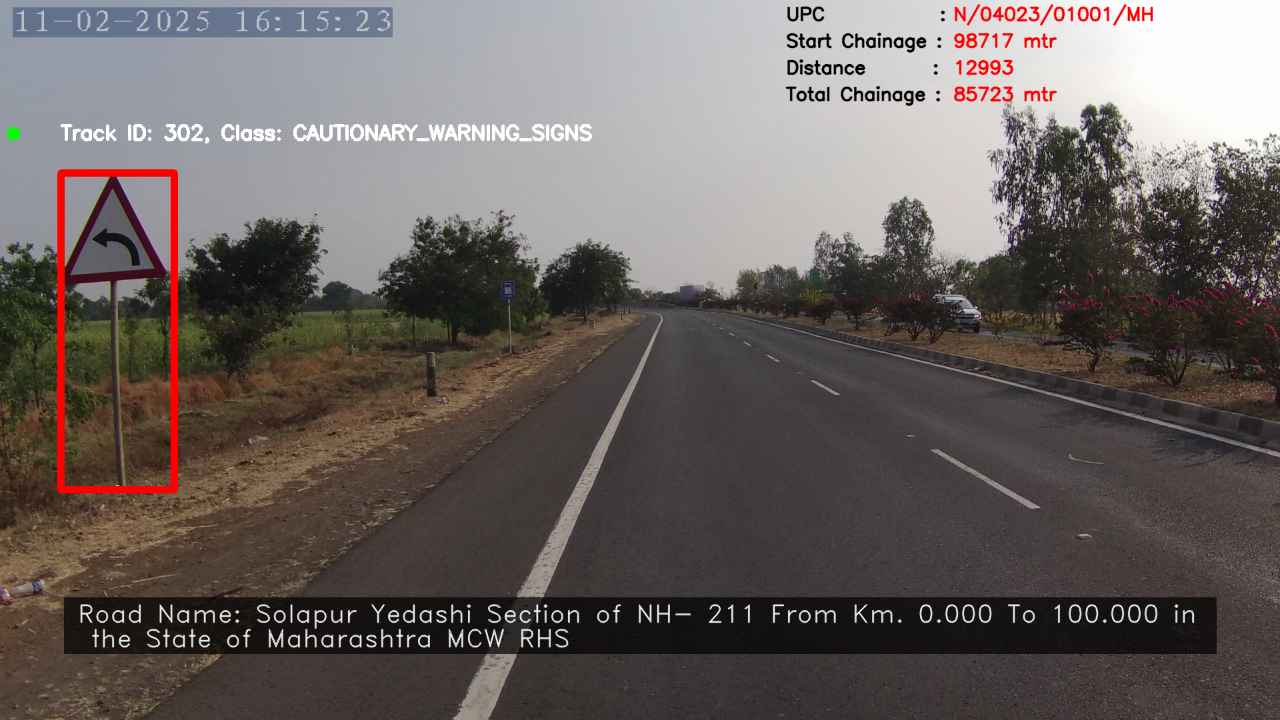 11-02-2025 16:15:23
UPC : N/04023/01001/MH
Start Chainage : 98717 mtr
Distance : 12993
Total Chainage : 85723 mtr
Track ID: 302, Class: CAUTIONARY_WARNING_SIGNS
Road Name: Solapur Yedashi Section of NH- 211 From Km. 0.000 To 100.000 in
the State of Maharashtra MCW RHS